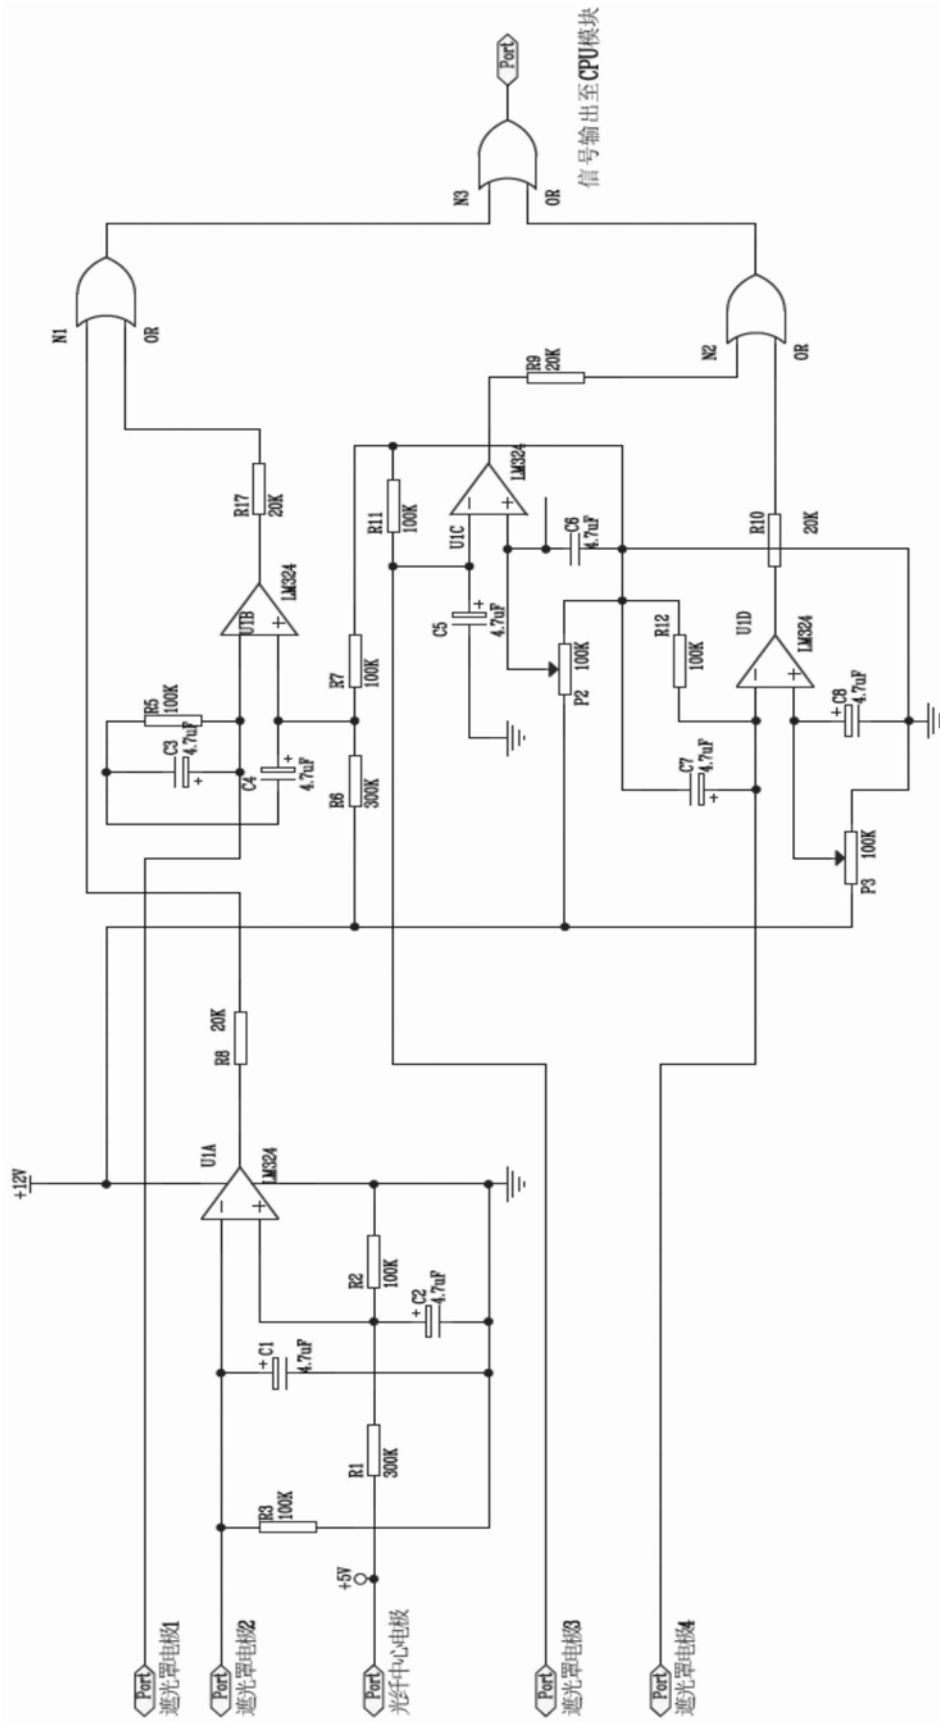 Port
信号输出至CPU模块
N3
OR
N1
OR
N2
OR
R9
20K
R17
20K
LM324
U1B
R11
100K
U1C
LM324
C6
4.7uF
R10
20K
R5
100K
C3
4.7uF
C4
4.7uF
R7
100K
R6
300K
C5
4.7uF
100K
P2
R12
100K
U1D
LM324
C8
4.7uF
C7
4.7uF
100K
P3
R8
20K
+12V
U1A
LM324
R2
100K
C2
4.7uF
C1
4.7uF
R1
300K
R3
100K
+5V
Port
遮光罩电极1
Port
遮光罩电极2
Port
光纤中心电极
Port
遮光罩电极3
Port
遮光罩电极4